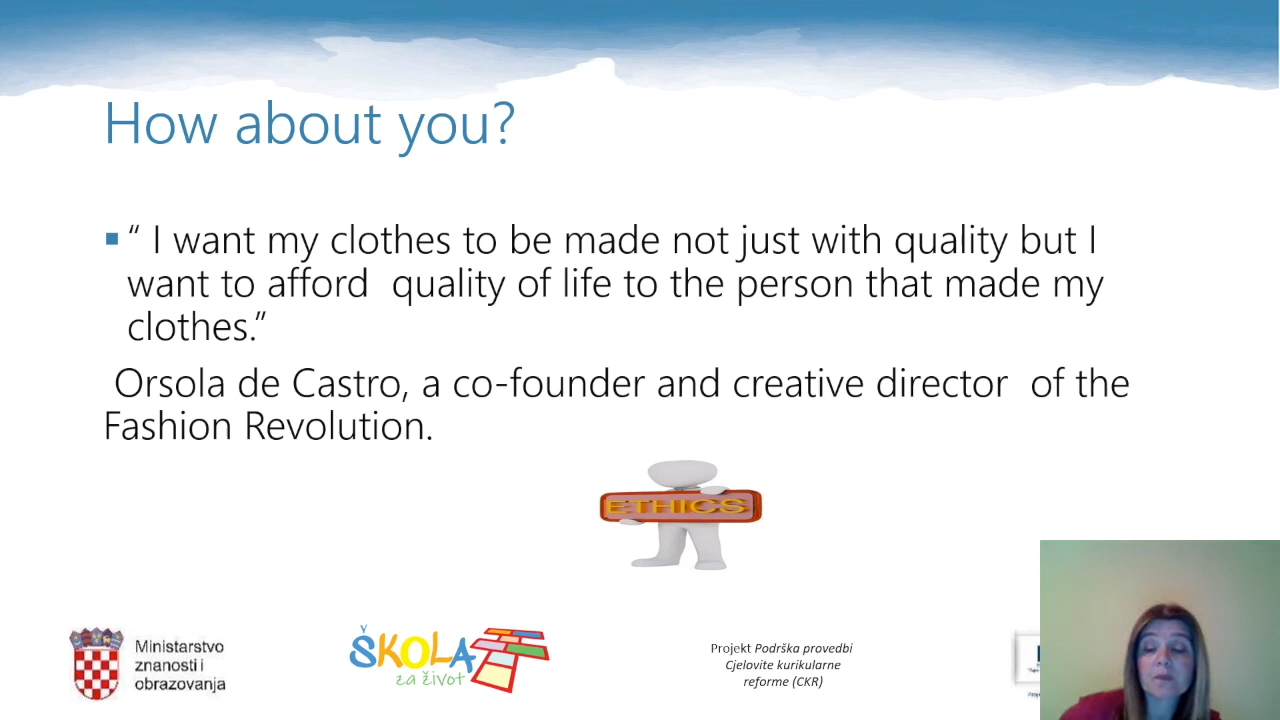 How about you?
“ I want my clothes to be made not just with quality but I
want to afford  quality of life to the person that made my
clothes.”
Orsola de Castro, a co-founder and creative director  of the
Fashion Revolution.
ETHICS
Ministarstvo
znanosti i
obrazovanja
ŠKOLA
za život
Projekt Podrška provedbi
Cjelovite kurikularne
reforme (CKR)